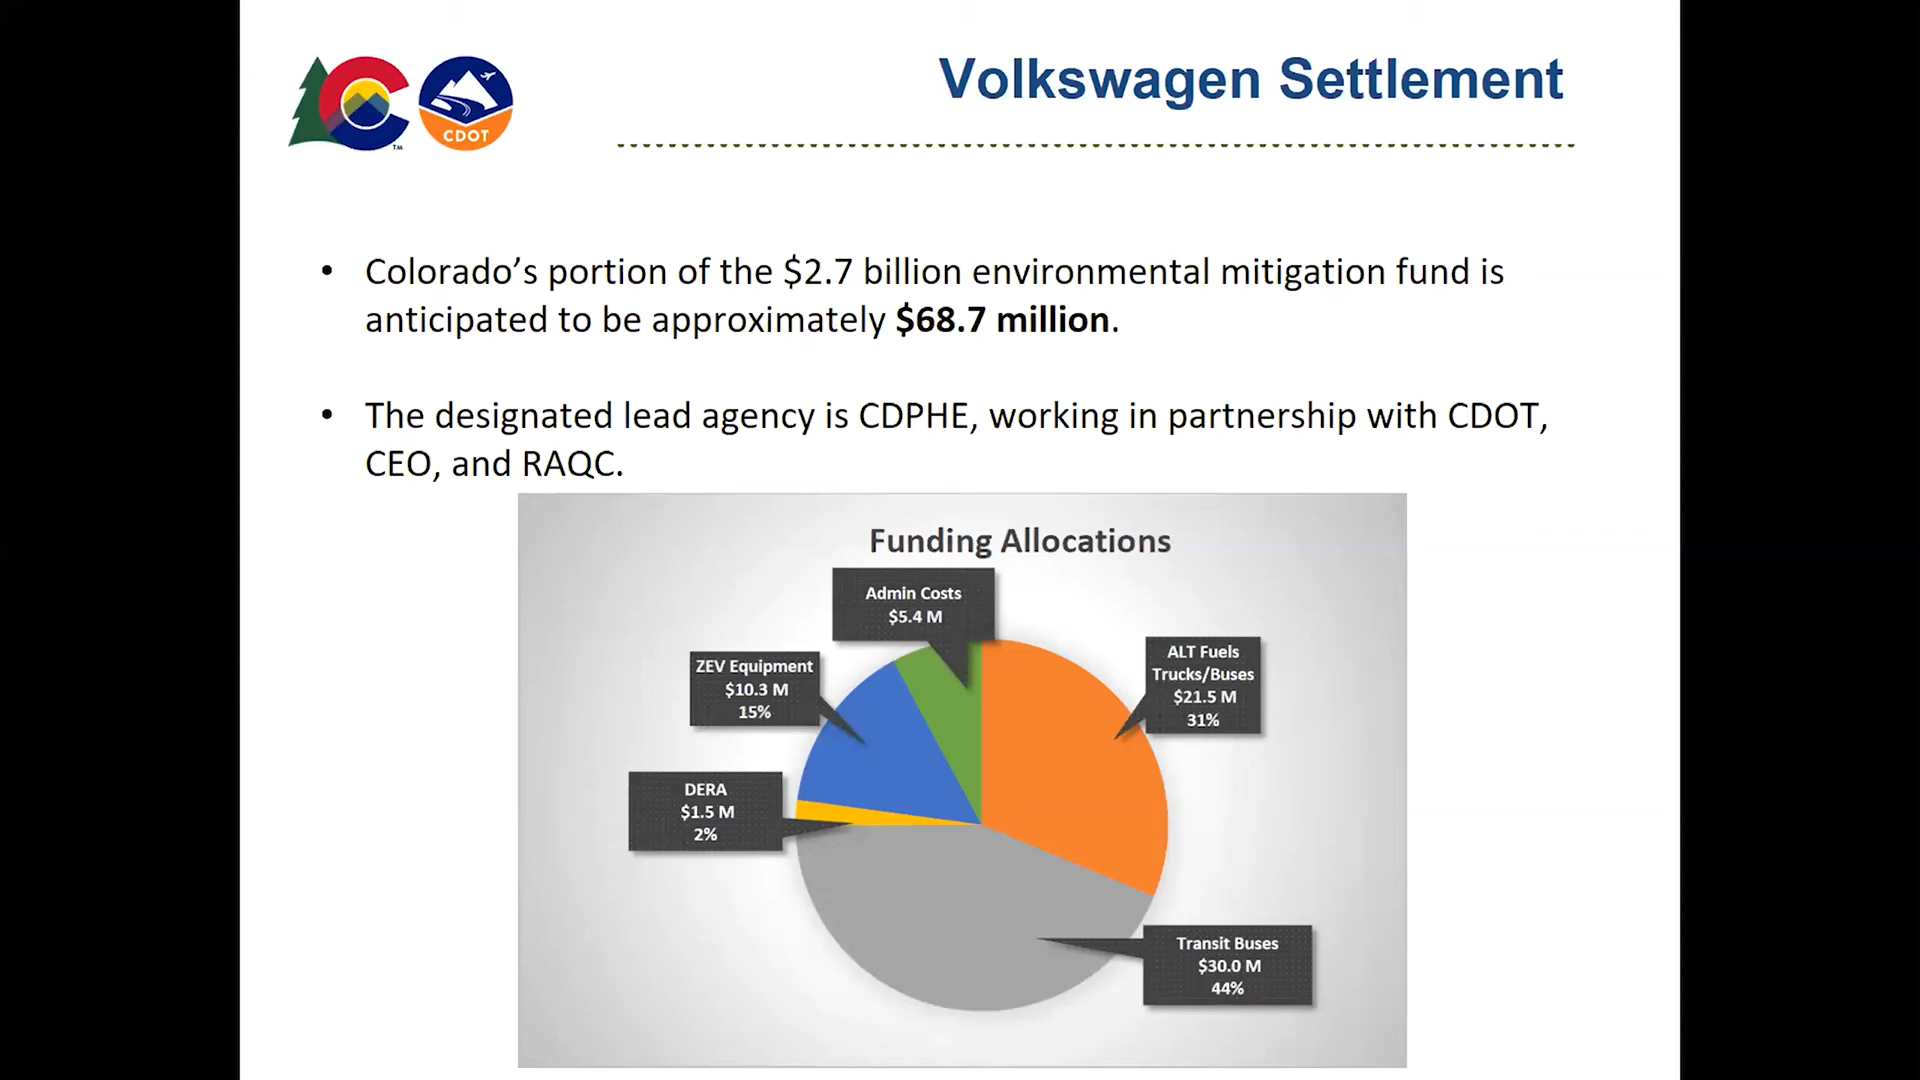 CDOT
TM
Volkswagen Settlement
• Colorado’s portion of the $2.7 billion environmental mitigation fund is
anticipated to be approximately $68.7 million.
• The designated lead agency is CDPHE, working in partnership with CDOT,
CEO, and RAQC.
Funding Allocations
Admin Costs
$5.4 M
ZEV Equipment
$10.3 M
15%
ALT Fuels
Trucks/Buses
$21.5 M
31%
DERA
$1.5 M
2%
Transit Buses
$30.0 M
44%